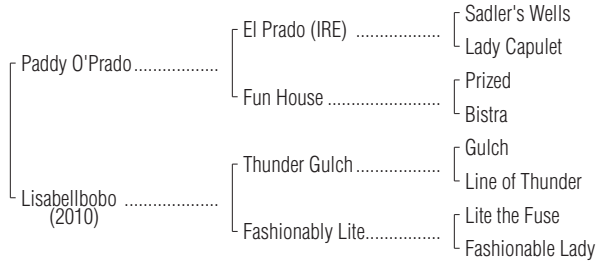 Sadler's Wells
El Prado (IRE) ..................
Lady Capulet
Paddy O'Prado..................
Prized
Fun House ........................
Bistra
Gulch
Thunder Gulch..................
Line of Thunder
Lisabellbobo ....................
(2010)
Lite the Fuse
Fashionably Lite................
Fashionable Lady